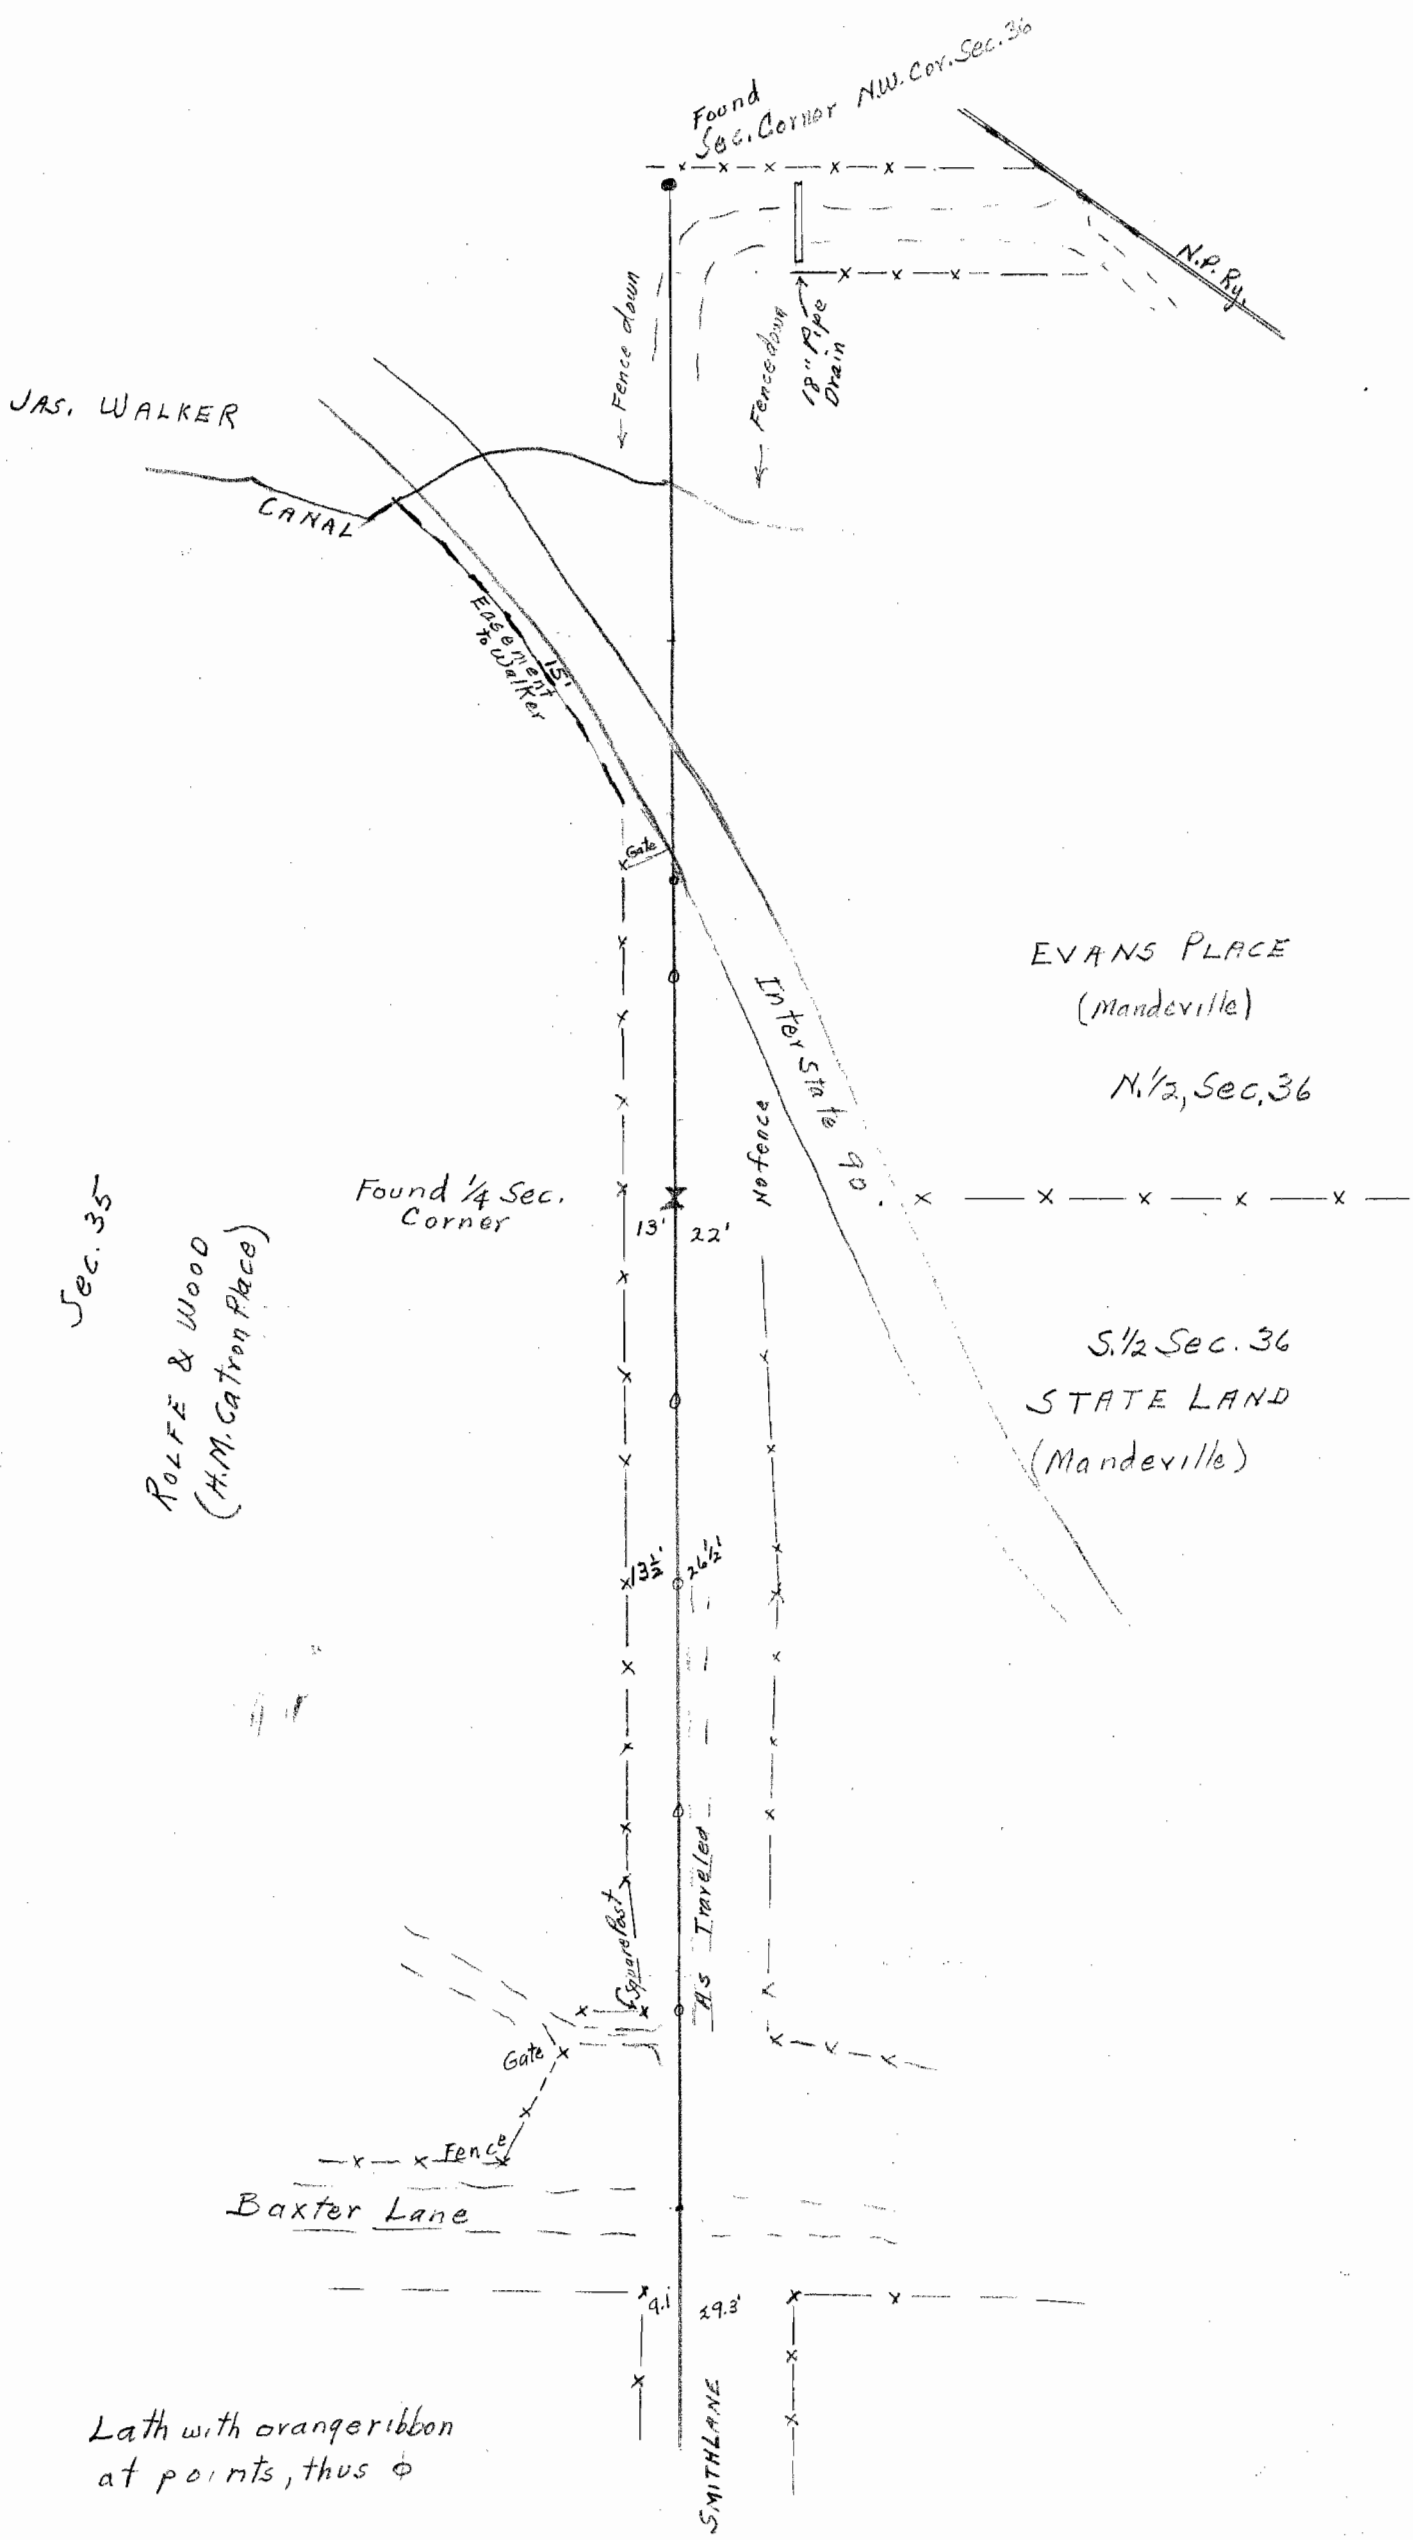 Found
Sec. Corner N.W. Cor. Sec. 36
N.P. Ry.
← Fence down
← Fence down
18" Pipe
Drain
JAS. WALKER
CANAL
Easement
to Walker
15'
Gate
Interstate 90
EVANS PLACE
(Mandeville)
N. 1/2, Sec. 36
No fence
Found 1/4 Sec.
Corner
13' 22'
Sec. 35
ROLFE & WOOD
(H.M. Catron Place)
S. 1/2 Sec. 36
STATE LAND
(Mandeville)
13 1/2' 26 1/2'
Square Post
As Traveled
Gate
Fence
Baxter Lane
9.1 29.3'
SMITH LANE
Lath with orange ribbon
at points, thus ϕ